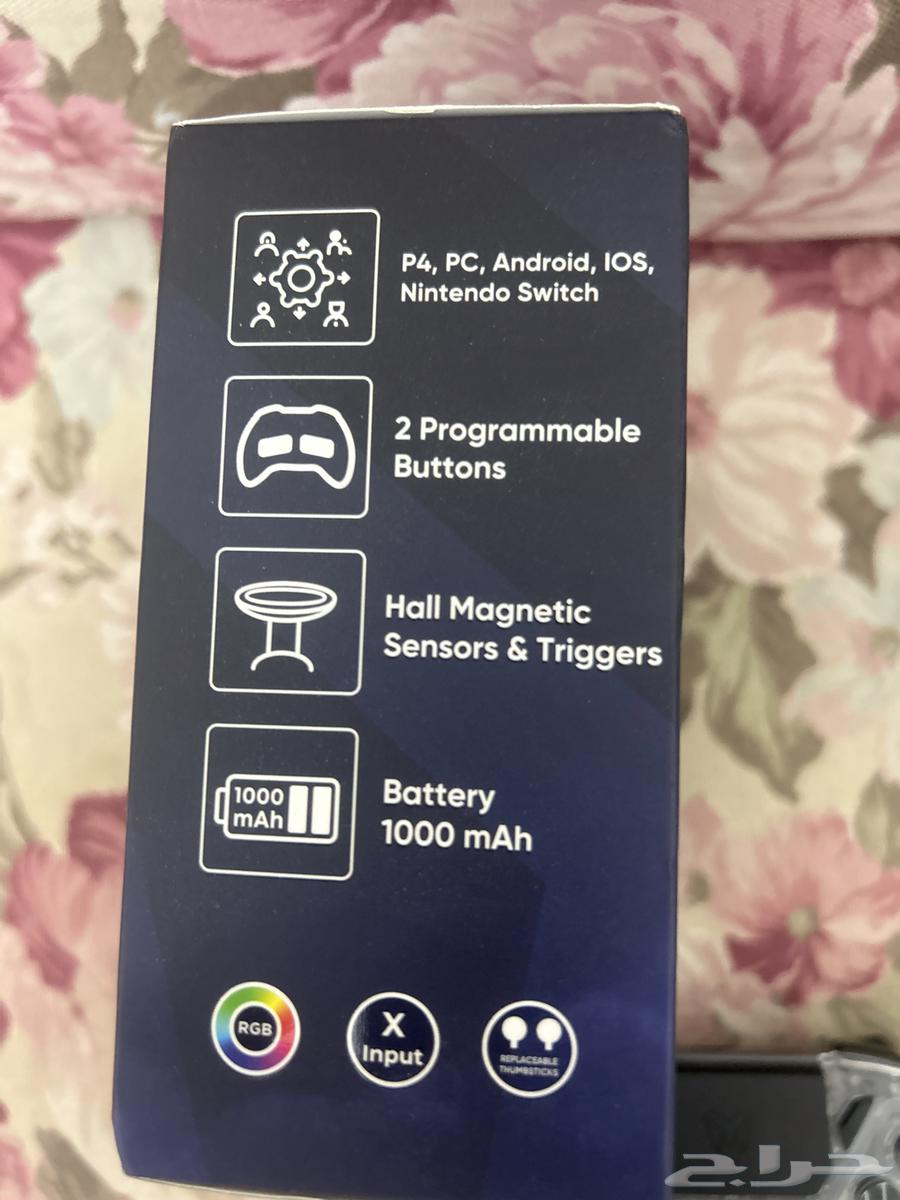 P4, PC, Android, IOS,
Nintendo Switch
2 Programmable
Buttons
Hall Magnetic
Sensors & Triggers
1000
mAh
Battery
1000 mAh
RGB
X
Input
REPLACEABLE
THUMBSTICKS
حراج